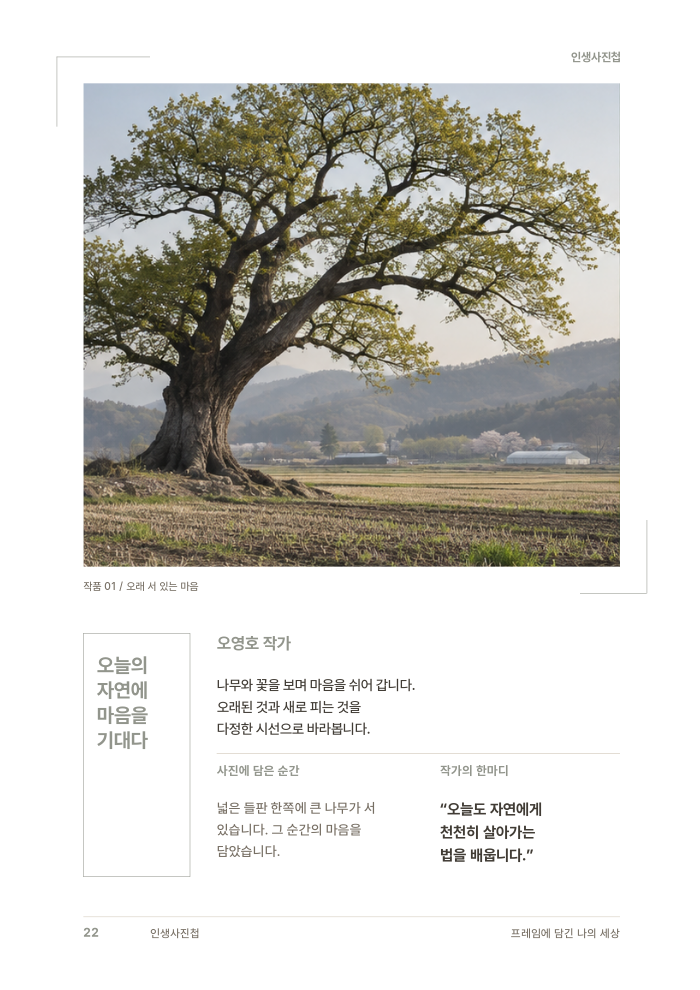 인생사진첩
작품 01 / 오래 서 있는 마음
오늘의
자연에
마음을
기대다
오영호 작가
나무와 꽃을 보며 마음을 쉬어 갑니다.
오래된 것과 새로 피는 것을
다정한 시선으로 바라봅니다.
사진에 담은 순간
넓은 들판 한쪽에 큰 나무가 서
있습니다. 그 순간의 마음을
담았습니다.
작가의 한마디
“오늘도 자연에게
천천히 살아가는
법을 배웁니다.”
22
인생사진첩
프레임에 담긴 나의 세상